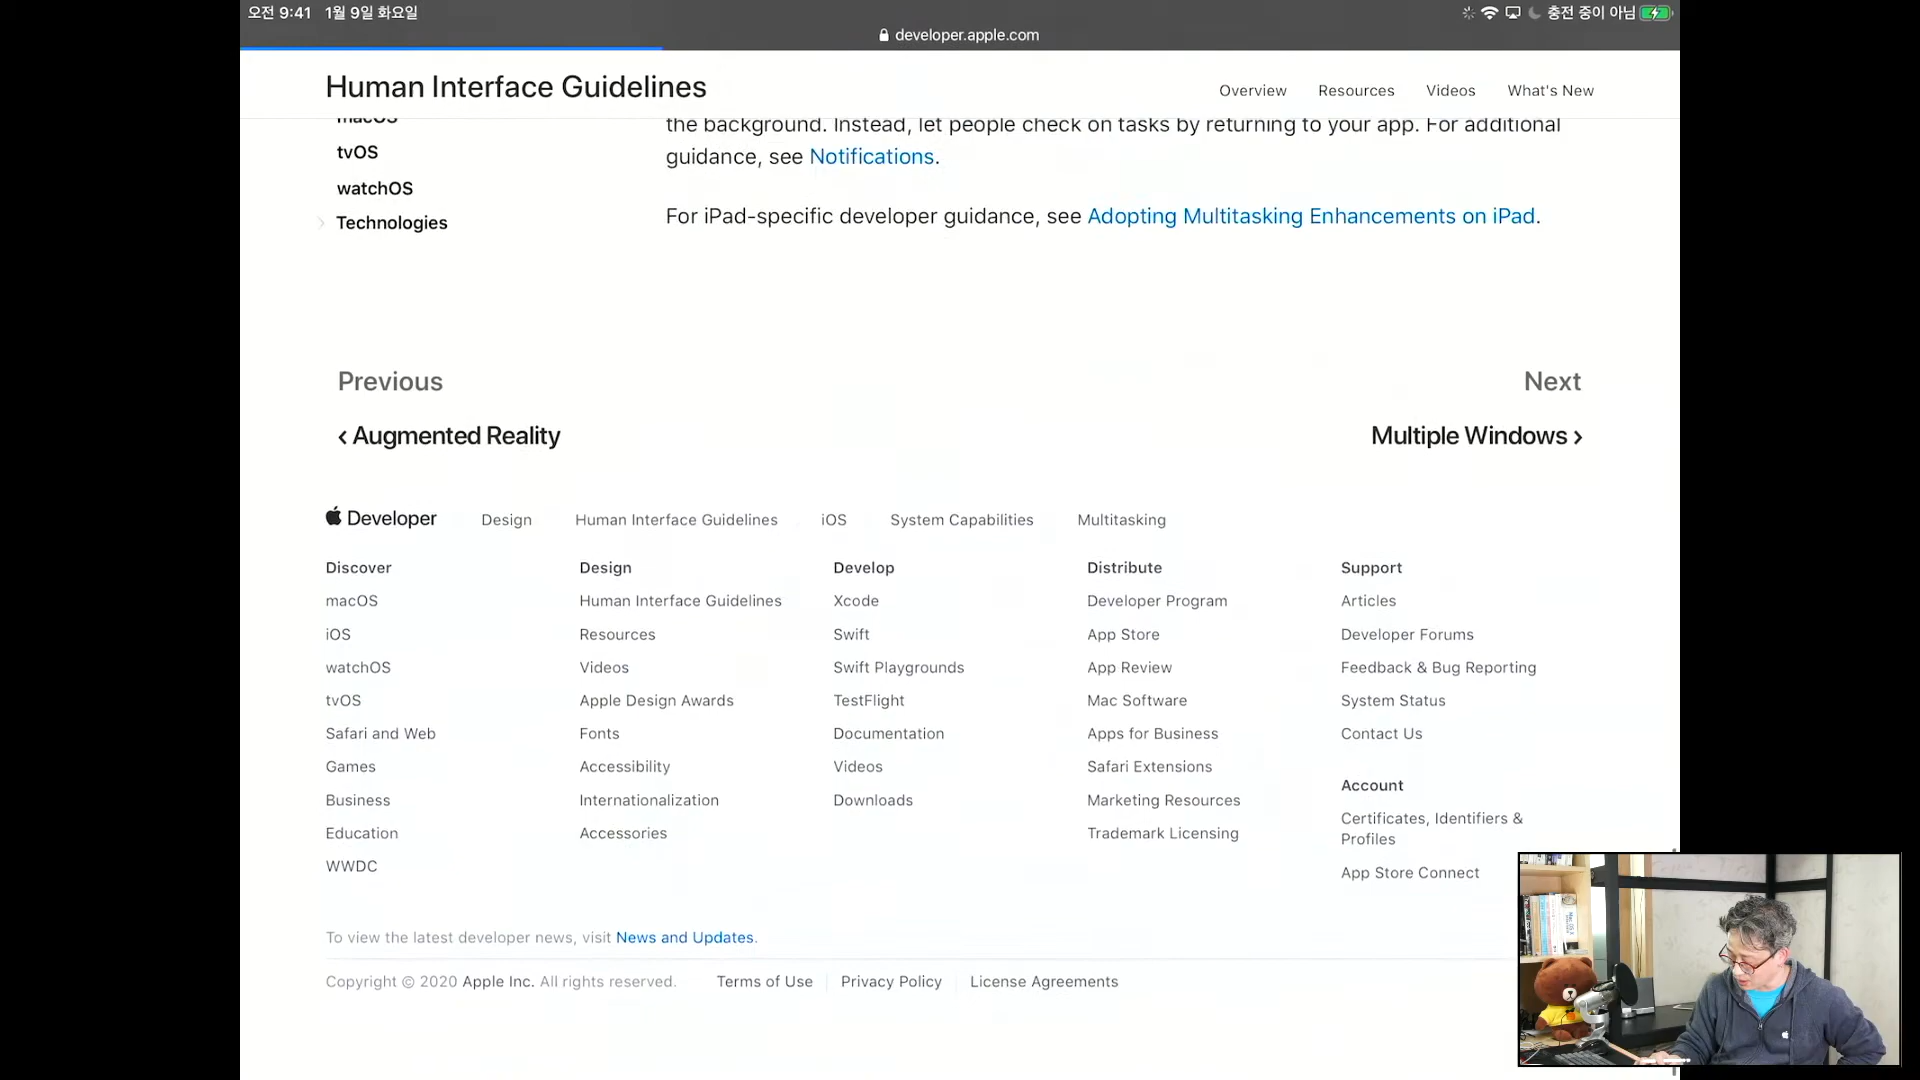 오전 9:41 1월 9일 화요일
충전 중이 아님
developer.apple.com
Human Interface Guidelines
Overview Resources Videos What's New
macOS
tvOS
watchOS
Technologies
the background. Instead, let people check on tasks by returning to your app. For additional
guidance, see Notifications.
For iPad-specific developer guidance, see Adopting Multitasking Enhancements on iPad.
Previous
Next
‹ Augmented Reality
Multiple Windows ›
Developer Design Human Interface Guidelines iOS System Capabilities Multitasking
Discover
macOS
iOS
watchOS
tvOS
Safari and Web
Games
Business
Education
WWDC
Design
Human Interface Guidelines
Resources
Videos
Apple Design Awards
Fonts
Accessibility
Internationalization
Accessories
Develop
Xcode
Swift
Swift Playgrounds
TestFlight
Documentation
Videos
Downloads
Distribute
Developer Program
App Store
App Review
Mac Software
Apps for Business
Safari Extensions
Marketing Resources
Trademark Licensing
Support
Articles
Developer Forums
Feedback & Bug Reporting
System Status
Contact Us
Account
Certificates, Identifiers &
Profiles
App Store Connect
To view the latest developer news, visit News and Updates.
Copyright © 2020 Apple Inc. All rights reserved. Terms of Use Privacy Policy License Agreements